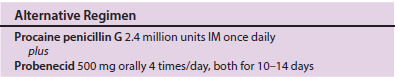 Alternative Regimen
Procaine penicillin G 2.4 million units IM once daily
plus
Probenecid 500 mg orally 4 times/day, both for 10–14 days